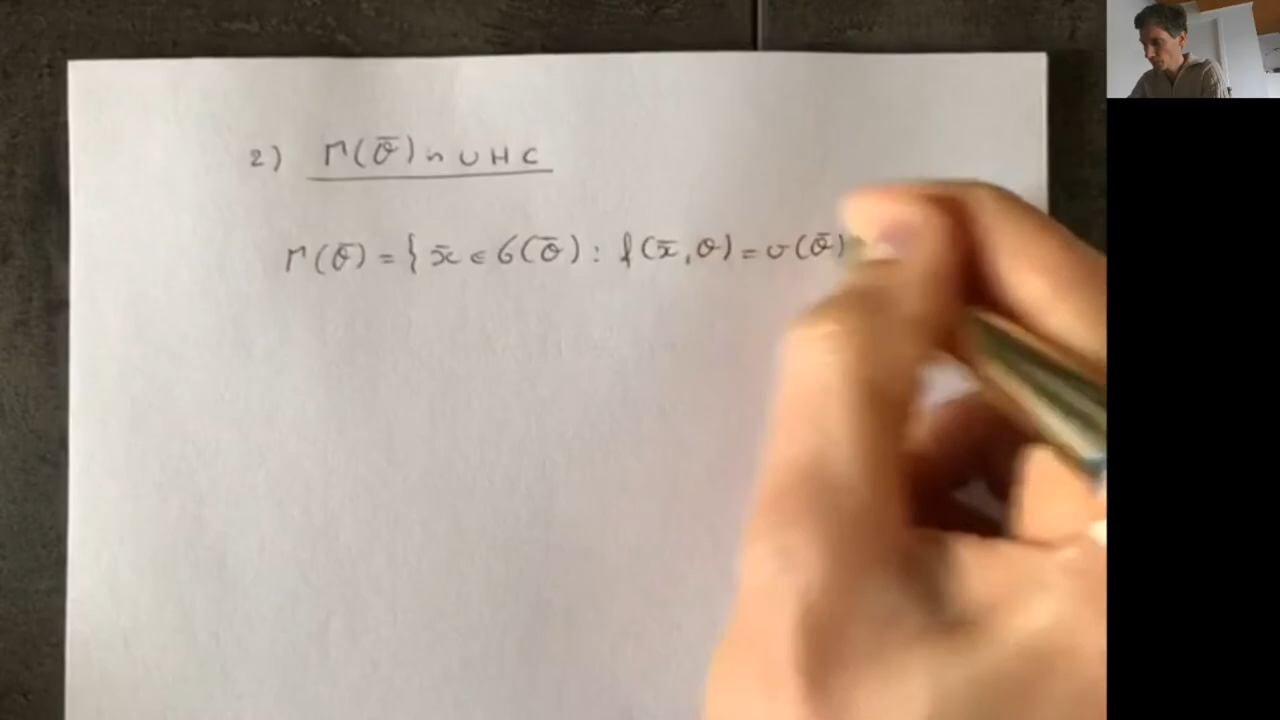 2) Γ(θ̄) is UHC
Γ(θ̄) = { x̄ ∈ G(θ̄) : f(x̄, θ) = v(θ̄)